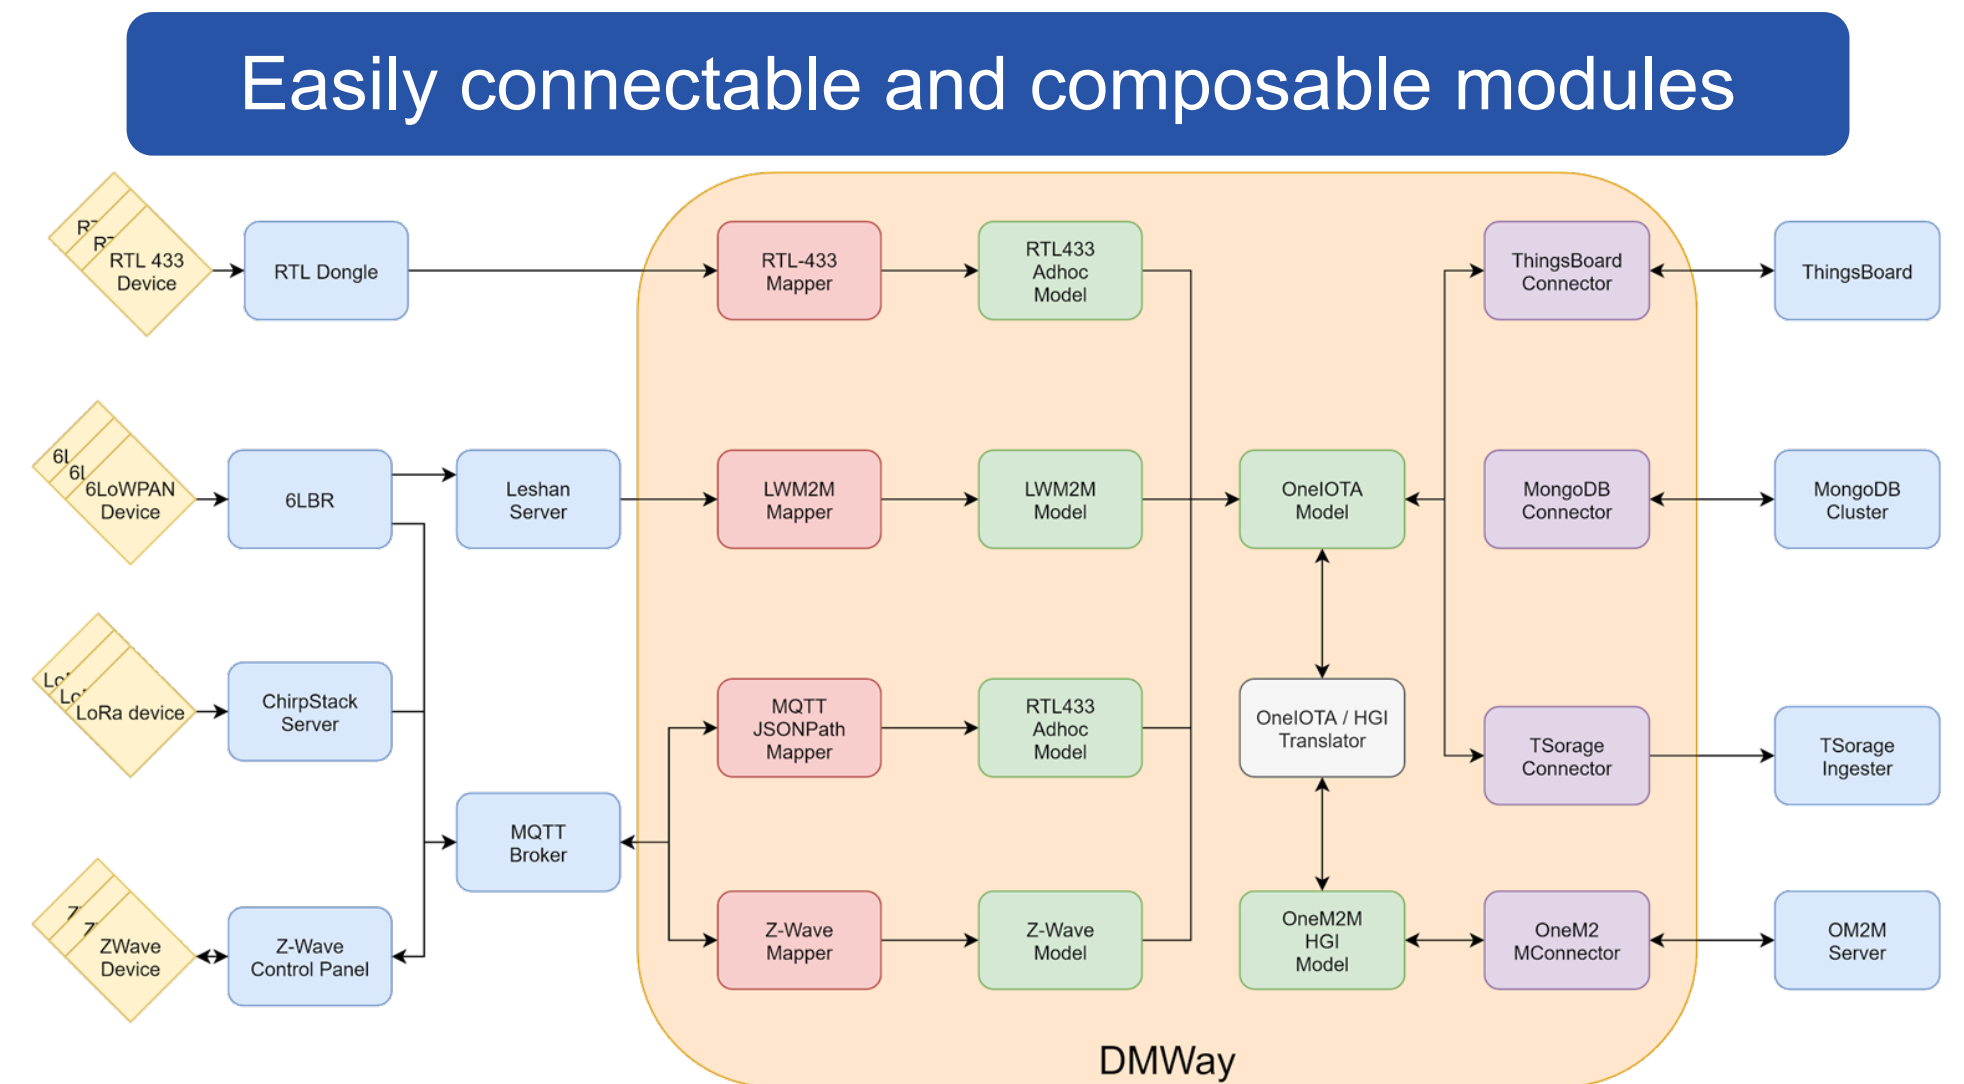 Easily connectable and composable modules
RTL 433
Device
RTL Dongle
RTL-433
Mapper
RTL433
Adhoc
Model
ThingsBoard
Connector
ThingsBoard
6LoWPAN
Device
6LBR
Leshan
Server
LWM2M
Mapper
LWM2M
Model
OneIOTA
Model
MongoDB
Connector
MongoDB
Cluster
LoRa device
ChirpStack
Server
MQTT
JSONPath
Mapper
RTL433
Adhoc
Model
OneIOTA / HGI
Translator
TSorage
Connector
TSorage
Ingester
MQTT
Broker
ZWave
Device
Z-Wave
Control Panel
Z-Wave
Mapper
Z-Wave
Model
OneM2M
HGI
Model
OneM2
MConnector
OM2M
Server
DMWay